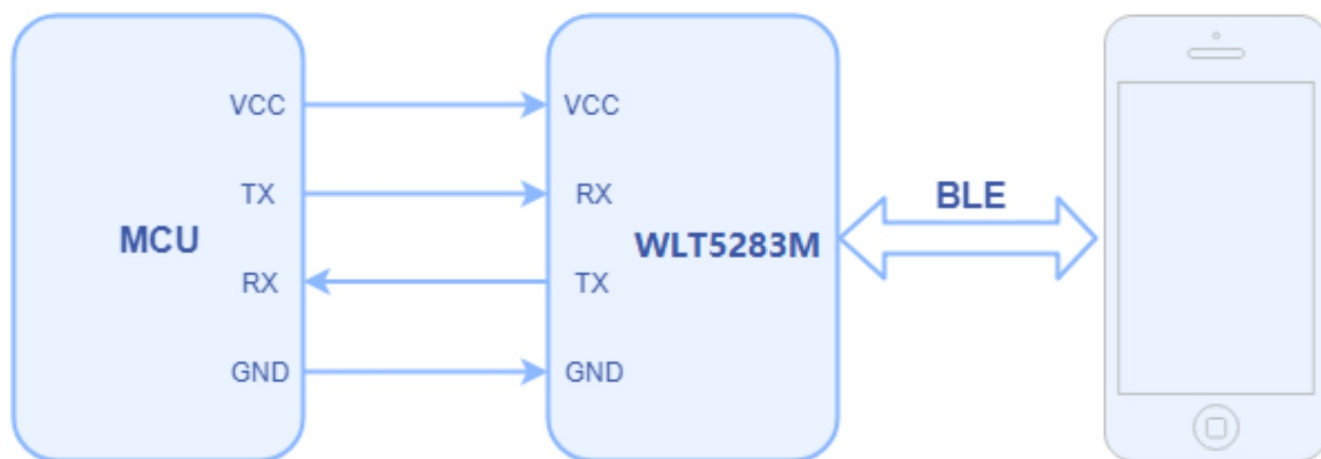 VCC
VCC
TX
RX
BLE
MCU
WLT5283M
RX
TX
GND
GND